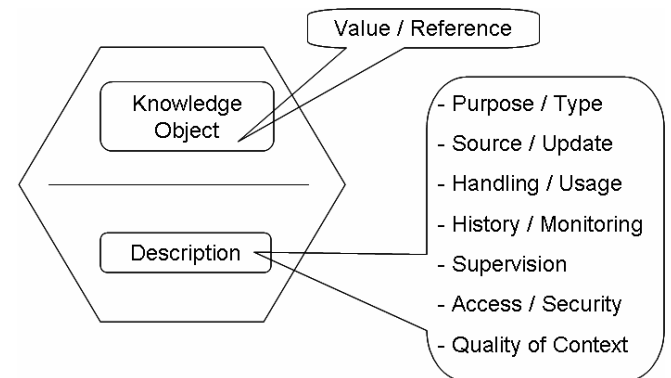 Value / Reference
Knowledge
Object
Description
- Purpose / Type
- Source / Update
- Handling / Usage
- History / Monitoring
- Supervision
- Access / Security
- Quality of Context